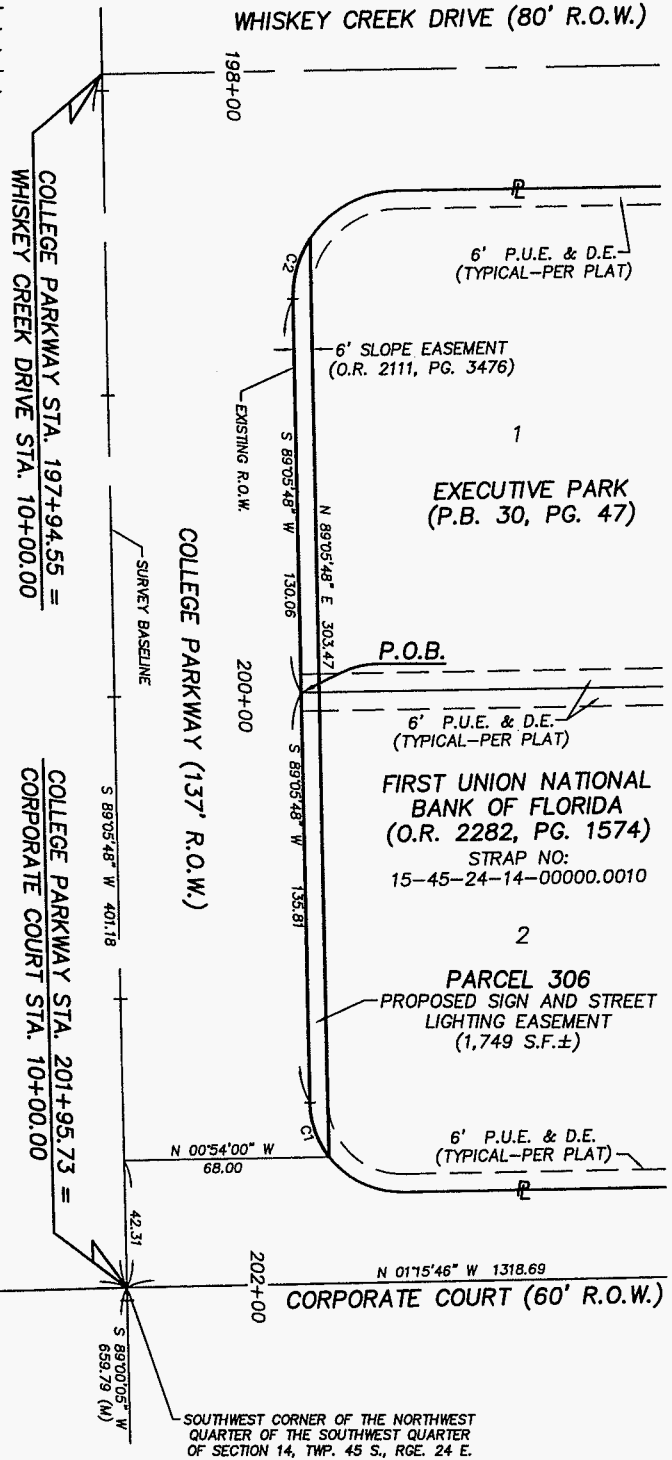 WHISKEY CREEK DRIVE (80' R.O.W.)
198+00
COLLEGE PARKWAY STA. 197+94.55 =
WHISKEY CREEK DRIVE STA. 10+00.00
PL
6' P.U.E. & D.E.
(TYPICAL-PER PLAT)
C2
6' SLOPE EASEMENT
(O.R. 2111, PG. 3476)
EXISTING R.O.W.
S 89°05'48" W 130.06
N 89°05'48" E 303.47
1
EXECUTIVE PARK
(P.B. 30, PG. 47)
SURVEY BASELINE
COLLEGE PARKWAY (137' R.O.W.)
200+00
P.O.B.
6' P.U.E. & D.E.
(TYPICAL-PER PLAT)
S 89°05'48" W 135.81
FIRST UNION NATIONAL
BANK OF FLORIDA
(O.R. 2282, PG. 1574)
STRAP NO:
15-45-24-14-00000.0010
2
PARCEL 306
PROPOSED SIGN AND STREET
LIGHTING EASEMENT
(1,749 S.F.±)
S 89°05'48" W 401.18
COLLEGE PARKWAY STA. 201+95.73 =
CORPORATE COURT STA. 10+00.00
C1
N 00°54'00" W
68.00
6' P.U.E. & D.E.
(TYPICAL-PER PLAT)
PL
42.31
202+00
N 01°15'46" W 1318.69
CORPORATE COURT (60' R.O.W.)
S 89°00'05" W
659.79 (M)
SOUTHWEST CORNER OF THE NORTHWEST
QUARTER OF THE SOUTHWEST QUARTER
OF SECTION 14, TWP. 45 S., RGE. 24 E.